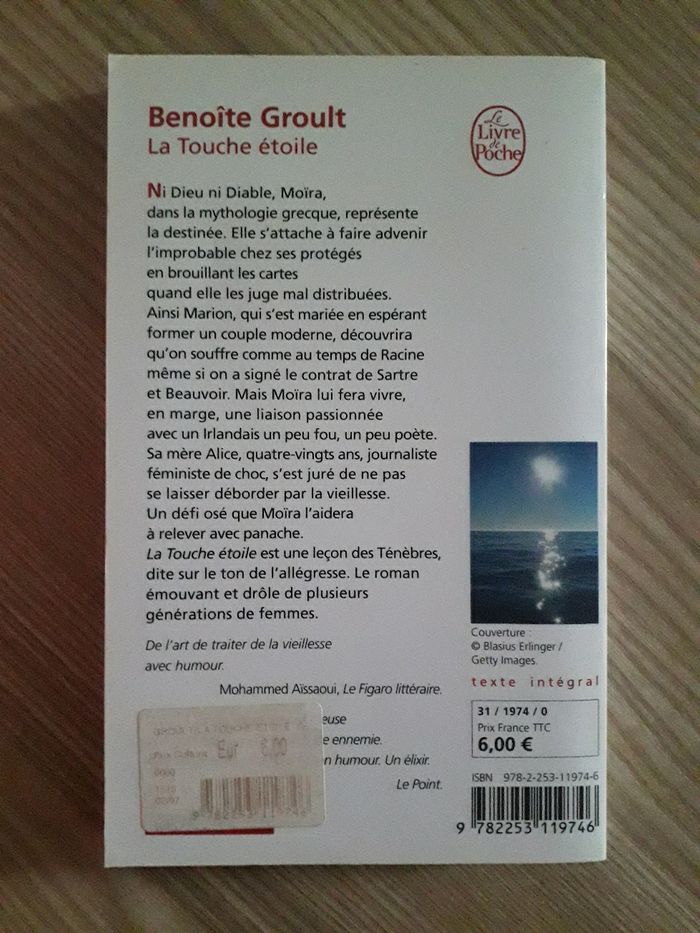 Benoîte Groult
La Touche étoile
Le
Livre
de
Poche
Ni Dieu ni Diable, Moïra,
dans la mythologie grecque, représente
la destinée. Elle s'attache à faire advenir
l'improbable chez ses protégés
en brouillant les cartes
quand elle les juge mal distribuées.
Ainsi Marion, qui s'est mariée en espérant
former un couple moderne, découvrira
qu'on souffre comme au temps de Racine
même si on a signé le contrat de Sartre
et Beauvoir. Mais Moïra lui fera vivre,
en marge, une liaison passionnée
avec un Irlandais un peu fou, un peu poète.
Sa mère Alice, quatre-vingts ans, journaliste
féministe de choc, s'est juré de ne pas
se laisser déborder par la vieillesse.
Un défi osé que Moïra l'aidera
à relever avec panache.
La Touche étoile est une leçon des Ténèbres,
dite sur le ton de l'allégresse. Le roman
émouvant et drôle de plusieurs
générations de femmes.
De l'art de traiter de la vieillesse
avec humour.
Mohammed Aïssaoui, Le Figaro littéraire.
euse
e ennemie.
n humour. Un élixir.
Le Point.
Eur 6,00
9 782253 119746
Couverture :
© Blasius Erlinger /
Getty Images.
texte intégral
31 / 1974 / 0
Prix France TTC
6,00 €
ISBN 978-2-253-11974-6
9 782253 119746